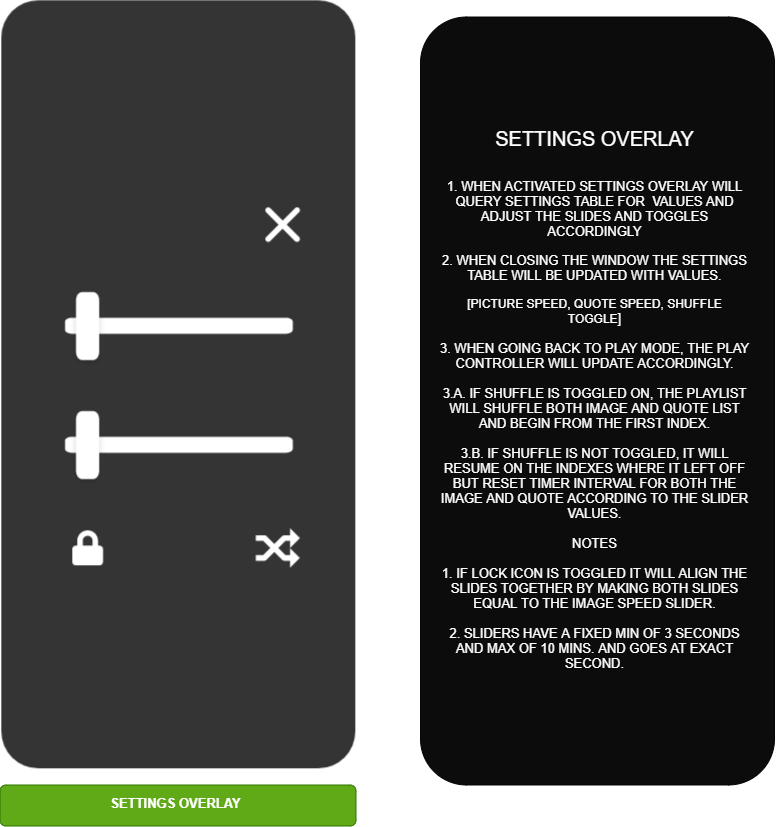 SETTINGS OVERLAY
1. WHEN ACTIVATED SETTINGS OVERLAY WILL
QUERY SETTINGS TABLE FOR VALUES AND
ADJUST THE SLIDES AND TOGGLES
ACCORDINGLY
2. WHEN CLOSING THE WINDOW THE SETTINGS
TABLE WILL BE UPDATED WITH VALUES.
[PICTURE SPEED, QUOTE SPEED, SHUFFLE
TOGGLE]
3. WHEN GOING BACK TO PLAY MODE, THE PLAY
CONTROLLER WILL UPDATE ACCORDINGLY.
3.A. IF SHUFFLE IS TOGGLED ON, THE PLAYLIST
WILL SHUFFLE BOTH IMAGE AND QUOTE LIST
AND BEGIN FROM THE FIRST INDEX.
3.B. IF SHUFFLE IS NOT TOGGLED, IT WILL
RESUME ON THE INDEXES WHERE IT LEFT OFF
BUT RESET TIMER INTERVAL FOR BOTH THE
IMAGE AND QUOTE ACCORDING TO THE SLIDER
VALUES.
NOTES
1. IF LOCK ICON IS TOGGLED IT WILL ALIGN THE
SLIDES TOGETHER BY MAKING BOTH SLIDES
EQUAL TO THE IMAGE SPEED SLIDER.
2. SLIDERS HAVE A FIXED MIN OF 3 SECONDS
AND MAX OF 10 MINS. AND GOES AT EXACT
SECOND.
SETTINGS OVERLAY